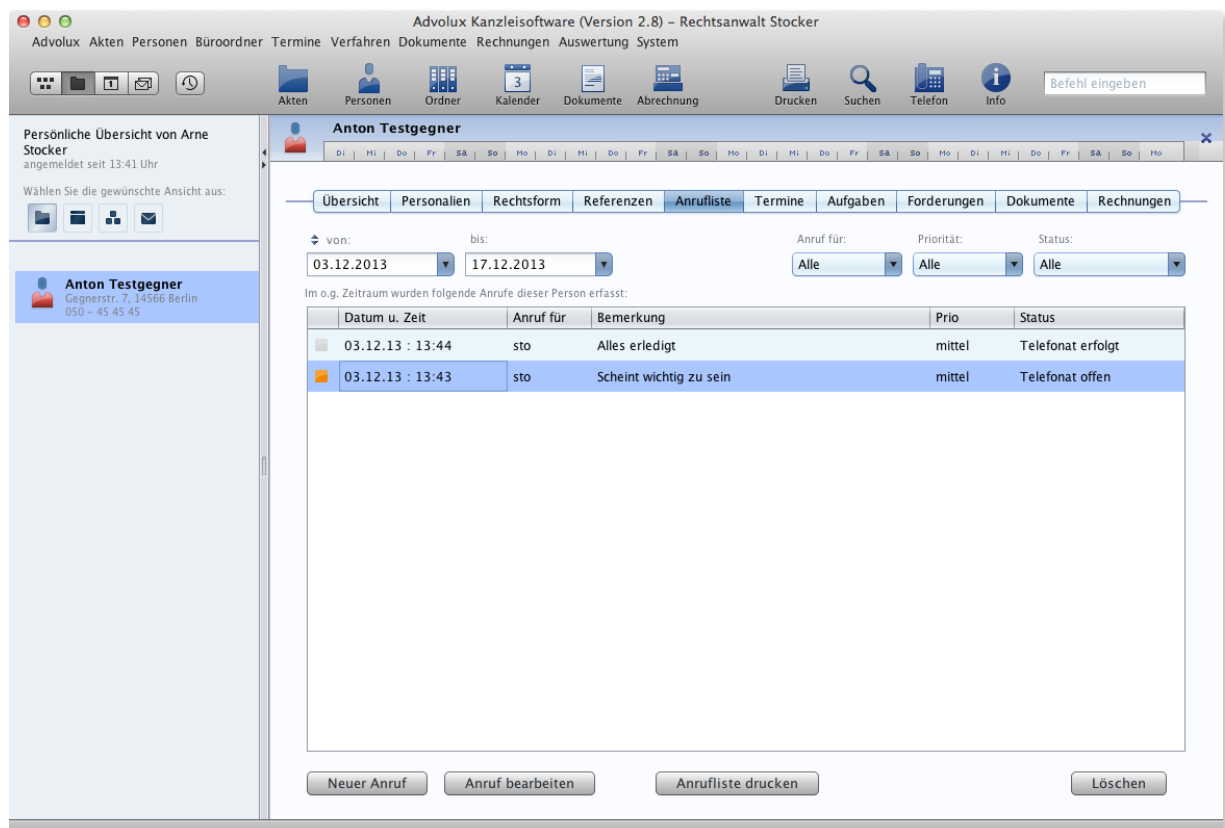 Advolux Kanzleisoftware (Version 2.8) – Rechtsanwalt Stocker
Advolux Akten Personen Büroordner Termine Verfahren Dokumente Rechnungen Auswertung System
1 3
Akten Personen Ordner Kalender Dokumente Abrechnung Drucken Suchen Telefon Info
Befehl eingeben
Persönliche Übersicht von Arne
Stocker
angemeldet seit 13:41 Uhr
Wählen Sie die gewünschte Ansicht aus:
Anton Testgegner
Gegnerstr. 7, 14566 Berlin
050 – 45 45 45
Anton Testgegner
Di Mi Do Fr Sa So Mo Di Mi Do Fr Sa So Mo Di Mi Do Fr Sa So Mo Di Mi Do Fr Sa So Mo
Übersicht Personalien Rechtsform Referenzen Anrufliste Termine Aufgaben Forderungen Dokumente Rechnungen
von: bis: Anruf für: Priorität: Status:
03.12.2013 17.12.2013 Alle Alle Alle
Im o.g. Zeitraum wurden folgende Anrufe dieser Person erfasst:
Datum u. Zeit Anruf für Bemerkung Prio Status
03.12.13 : 13:44 sto Alles erledigt mittel Telefonat erfolgt
03.12.13 : 13:43 sto Scheint wichtig zu sein mittel Telefonat offen
Neuer Anruf Anruf bearbeiten Anrufliste drucken Löschen